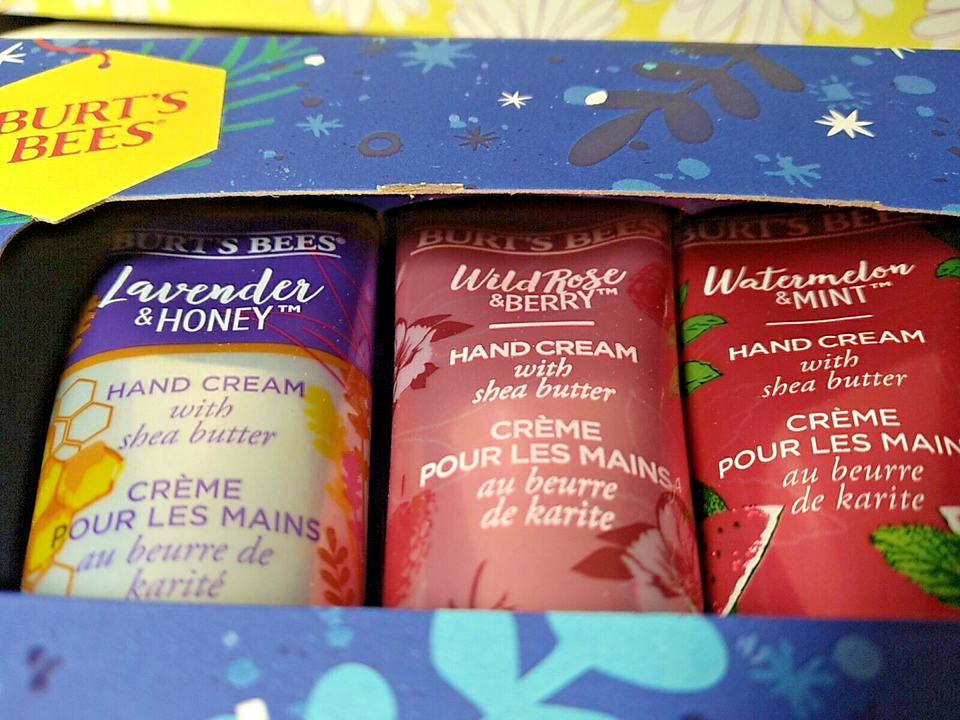 BURT'S
BEES®
BURT'S BEES®
Lavender
& HONEY™
HAND CREAM
with
shea butter
CRÈME
POUR LES MAINS
au beurre de
karité
BURT'S BEES
Wild Rose
& BERRY™
HAND CREAM
with
shea butter
CRÈME
POUR LES MAINS
au beurre
de karite
BURT'S BEES
Watermelon
& MINT™
HAND CREAM
with
shea butter
CRÈME
POUR LES MAIN
au beurre
de karite